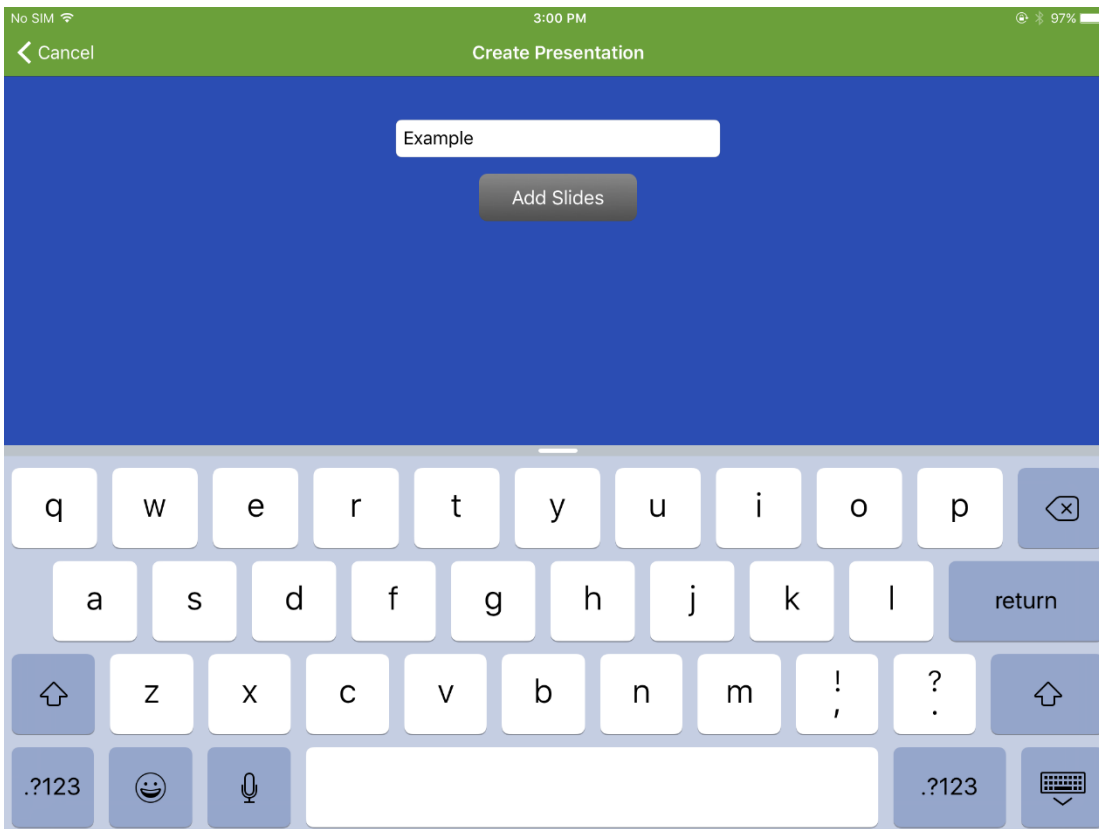 No SIM 3:00 PM 97%
Cancel Create Presentation
Example
Add Slides
q w e r t y u i o p
a s d f g h j k l return
z x c v b n m ! , ? .
.?123 .?123